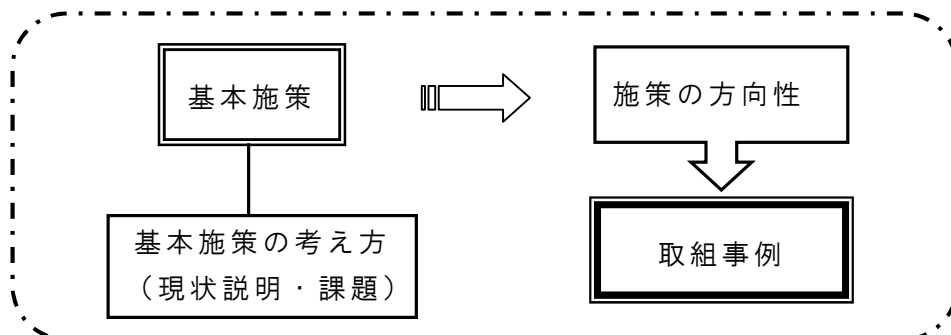 基本施策
施策の方向性
基本施策の考え方
（現状説明・課題）
取組事例